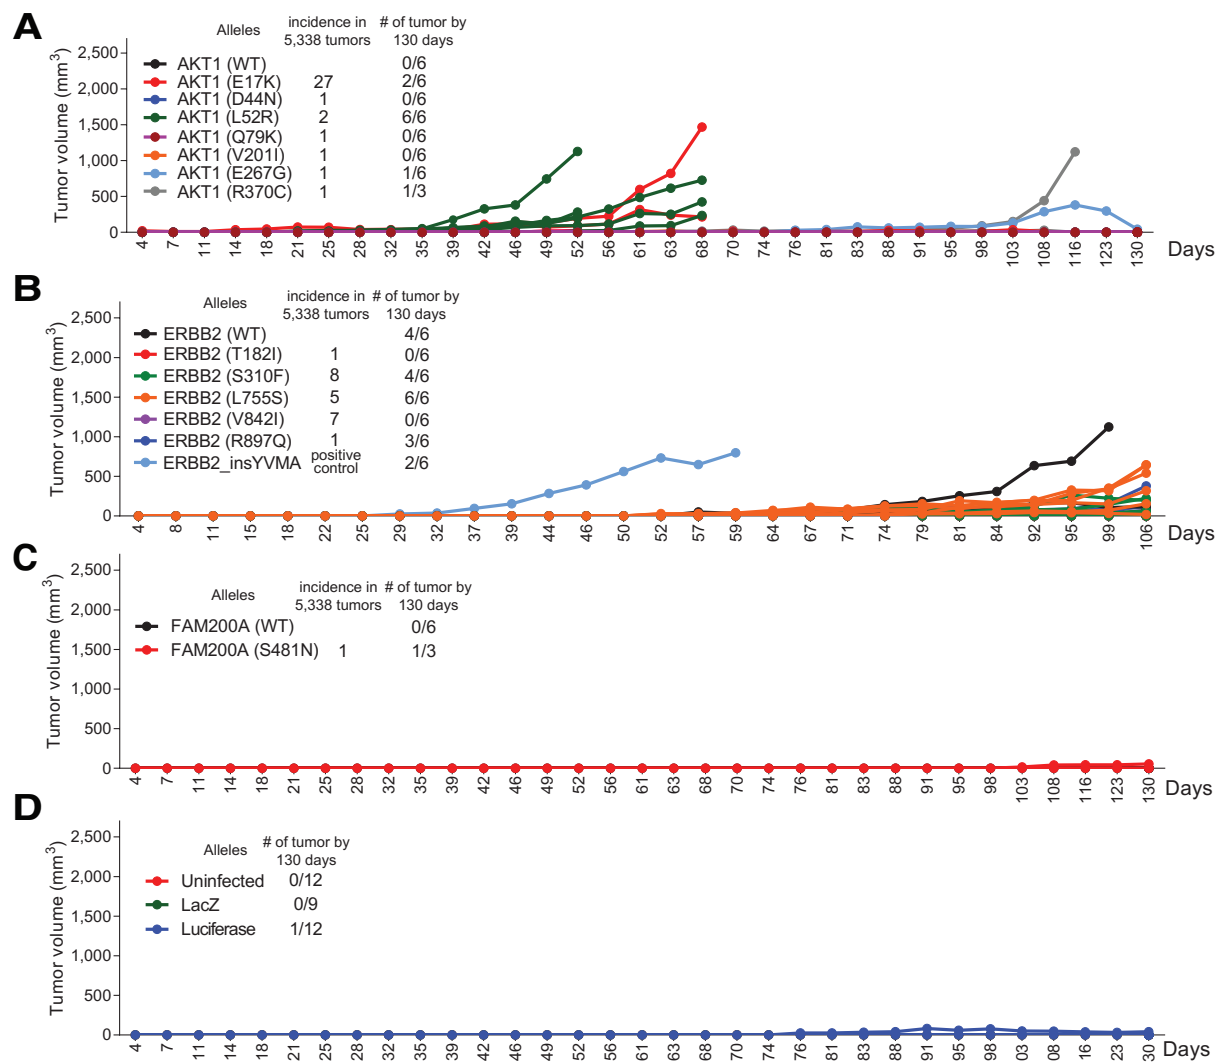 A
Alleles
incidence in
5,338 tumors
# of tumor by
130 days
AKT1 (WT) 0/6
AKT1 (E17K) 27 2/6
AKT1 (D44N) 1 0/6
AKT1 (L52R) 2 6/6
AKT1 (Q79K) 1 0/6
AKT1 (V201I) 1 0/6
AKT1 (E267G) 1 1/6
AKT1 (R370C) 1 1/3
Tumor volume (mm3)
2,500
2,000
1,500
1,000
500
0
4 7 11 14 18 21 25 28 32 35 39 42 46 49 52 56 61 63 68 70 74 76 81 83 88 91 95 98 103 108 116 123 130
Days
B
Alleles
incidence in
5,338 tumors
# of tumor by
130 days
ERBB2 (WT) 4/6
ERBB2 (T182I) 1 0/6
ERBB2 (S310F) 8 4/6
ERBB2 (L755S) 5 6/6
ERBB2 (V842I) 7 0/6
ERBB2 (R897Q) 1 3/6
ERBB2_insYVMA positive control 2/6
Tumor volume (mm3)
2,500
2,000
1,500
1,000
500
0
4 8 11 15 18 22 25 29 32 37 39 44 46 50 52 57 59 64 67 71 74 79 81 84 92 95 99 106
Days
C
Alleles
incidence in
5,338 tumors
# of tumor by
130 days
FAM200A (WT) 0/6
FAM200A (S481N) 1 1/3
Tumor volume (mm3)
2,500
2,000
1,500
1,000
500
0
4 7 11 14 18 21 25 28 32 35 39 42 46 49 52 56 61 63 68 70 74 76 81 83 88 91 95 98 103 108 116 123 130
Days
D
Alleles
# of tumor by
130 days
Uninfected 0/12
LacZ 0/9
Luciferase 1/12
Tumor volume (mm3)
2,500
2,000
1,500
1,000
500
0
4 7 11 14 18 21 25 28 32 35 39 42 46 49 52 56 61 63 68 70 74 76 81 83 88 91 95 98 03 08 16 23 30
Days